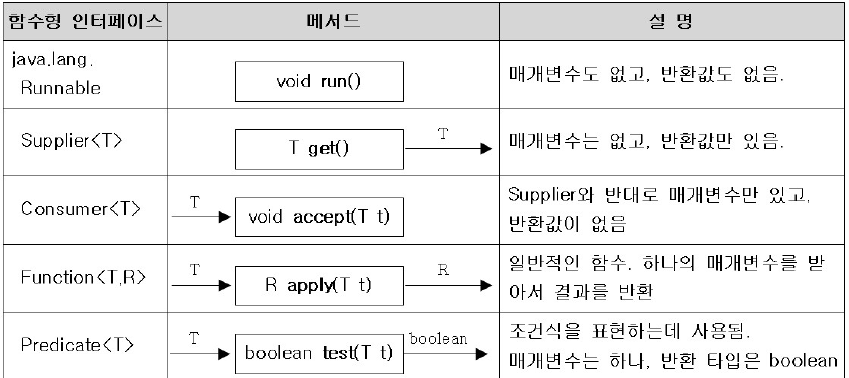 함수형 인터페이스 메서드 설 명
java.lang.
Runnable
void run()
매개변수도 없고, 반환값도 없음.
Supplier<T>
T get()
T
매개변수는 없고, 반환값만 있음.
Consumer<T>
T
void accept(T t)
Supplier와 반대로 매개변수만 있고,
반환값이 없음
Function<T,R>
T
R apply(T t)
R
일반적인 함수. 하나의 매개변수를 받
아서 결과를 반환
Predicate<T>
T
boolean test(T t)
boolean
조건식을 표현하는데 사용됨.
매개변수는 하나, 반환 타입은 boolean